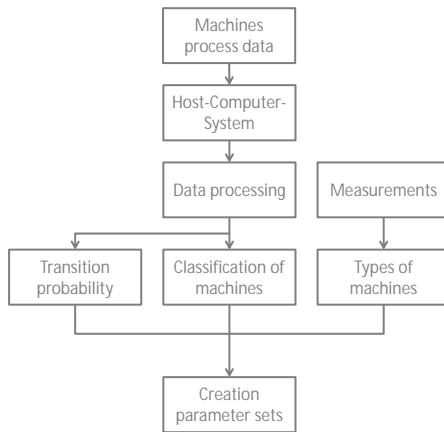 Machines
process data
Host-Computer-
System
Data processing
Measurements
Transition
probability
Classification of
machines
Types of
machines
Creation
parameter sets